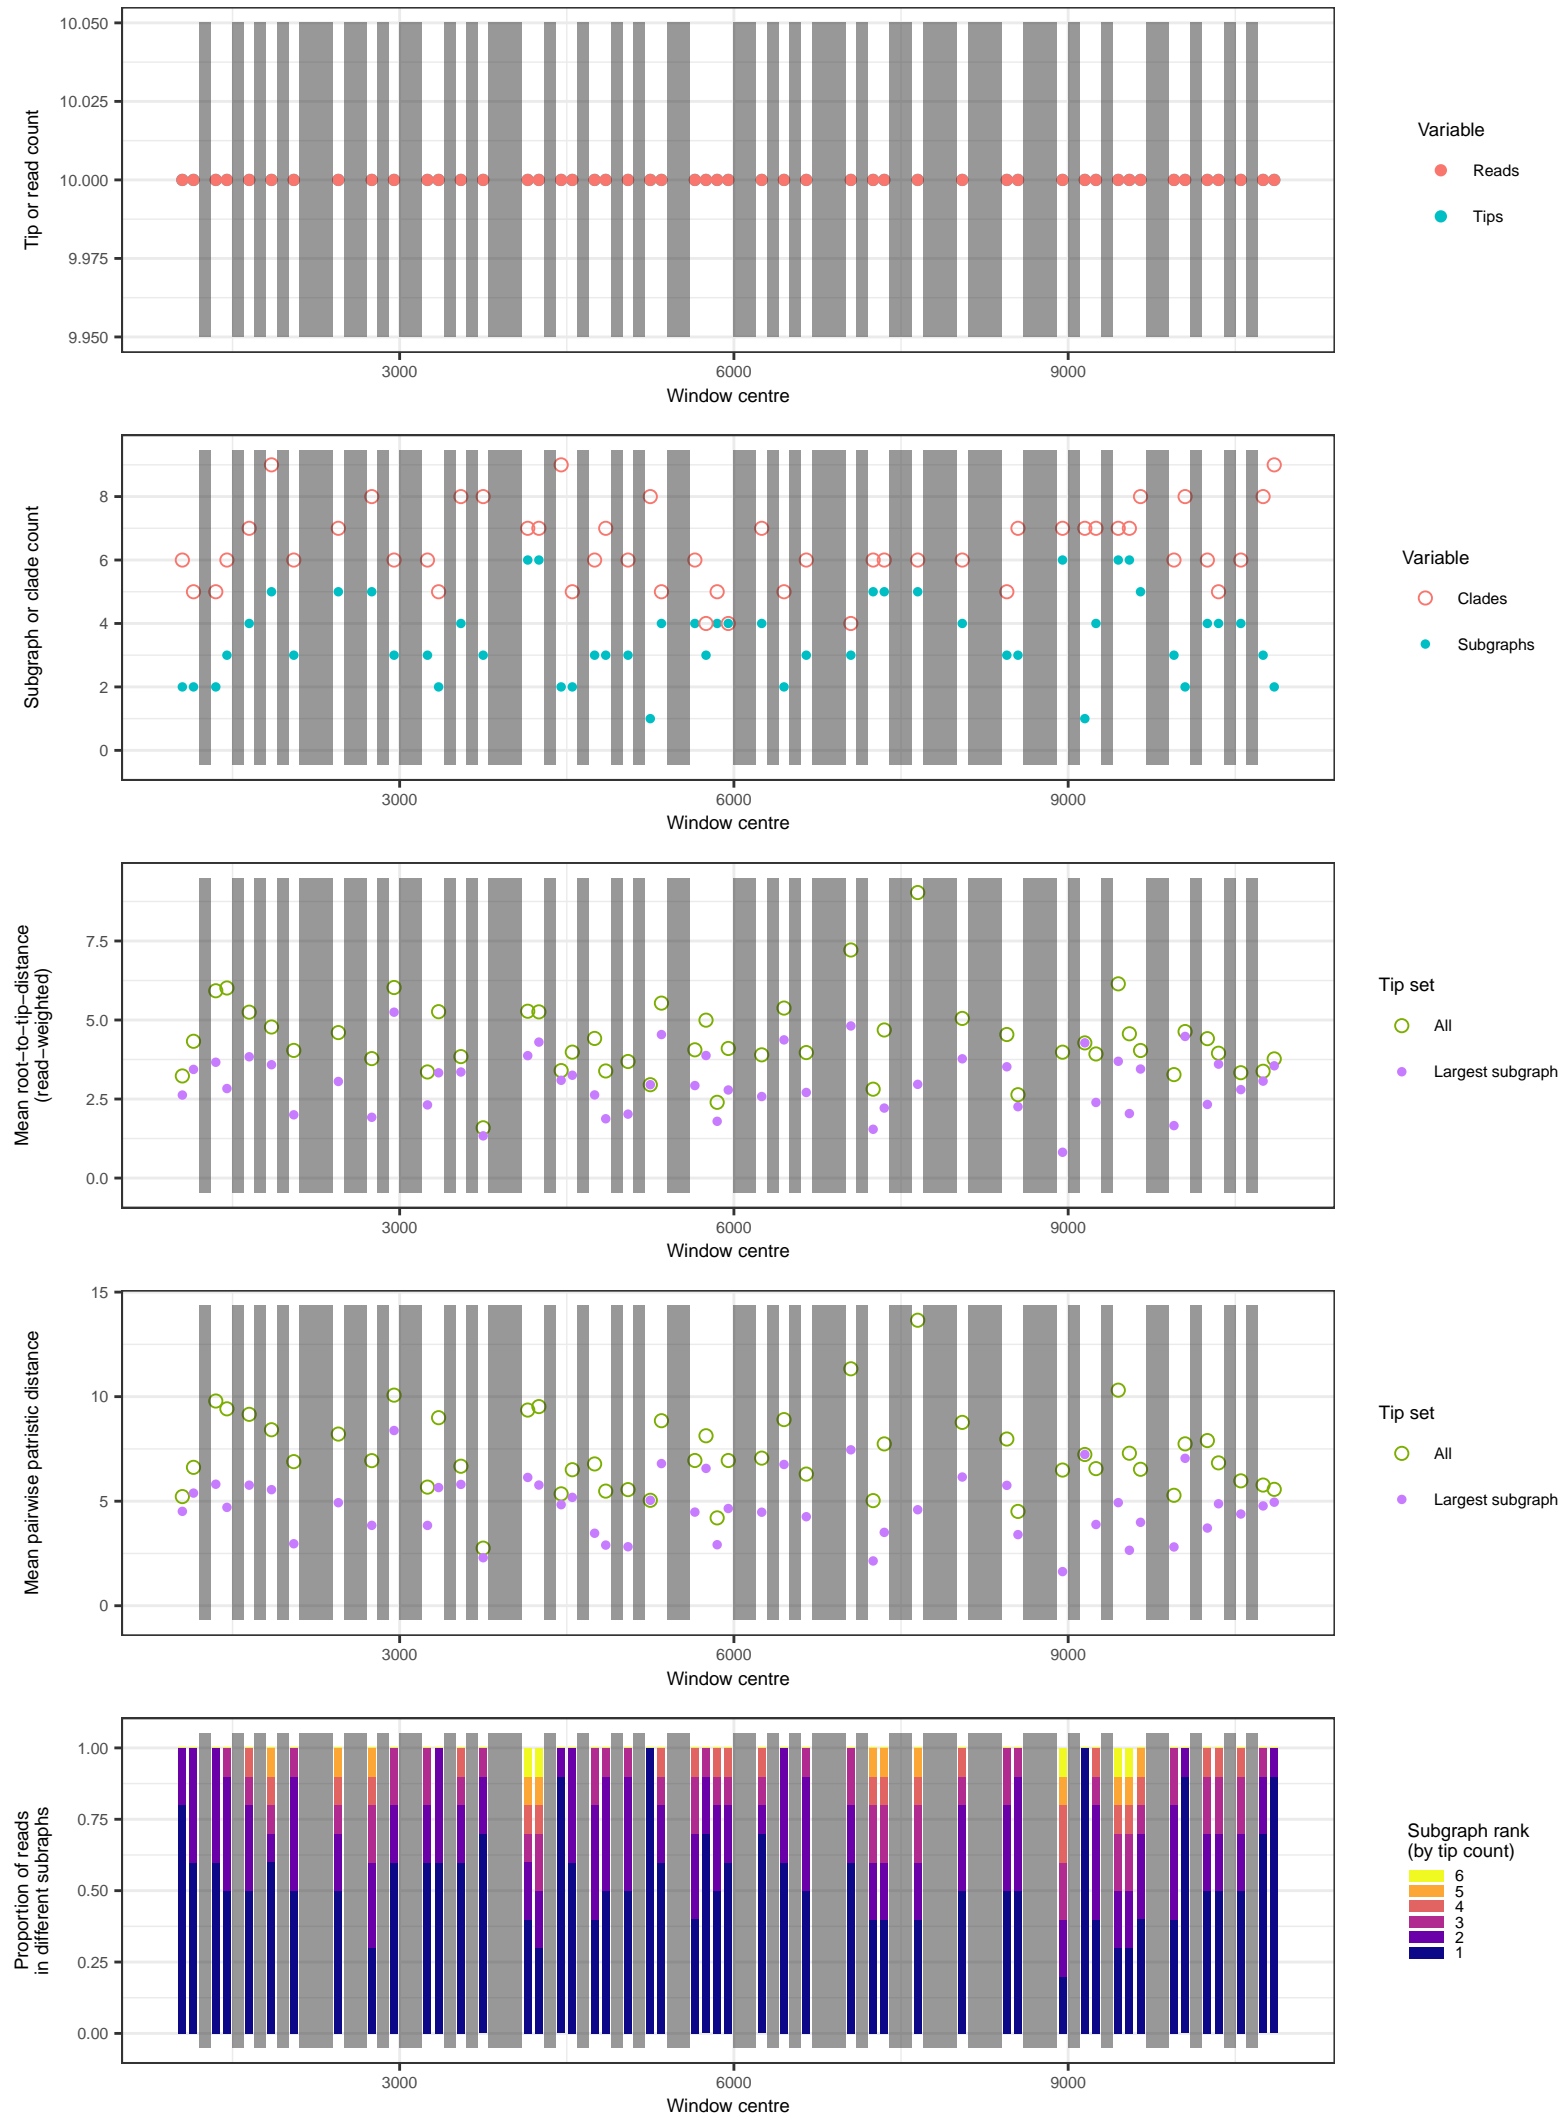 10.050
10.025
10.000
9.975
9.950
Tip or read count
3000
6000
9000
Window centre
Variable
Reads
Tips
8
6
4
2
0
Subgraph or clade count
3000
6000
9000
Window centre
Variable
Clades
Subgraphs
7.5
5.0
2.5
0.0
Mean root−to−tip−distance
(read−weighted)
3000
6000
9000
Window centre
Tip set
All
Largest subgraph
15
10
5
0
Mean pairwise patristic distance
3000
6000
9000
Window centre
Tip set
All
Largest subgraph
1.00
0.75
0.50
0.25
0.00
Proportion of reads
in different subraphs
3000
6000
9000
Window centre
Subgraph rank
(by tip count)
6
5
4
3
2
1